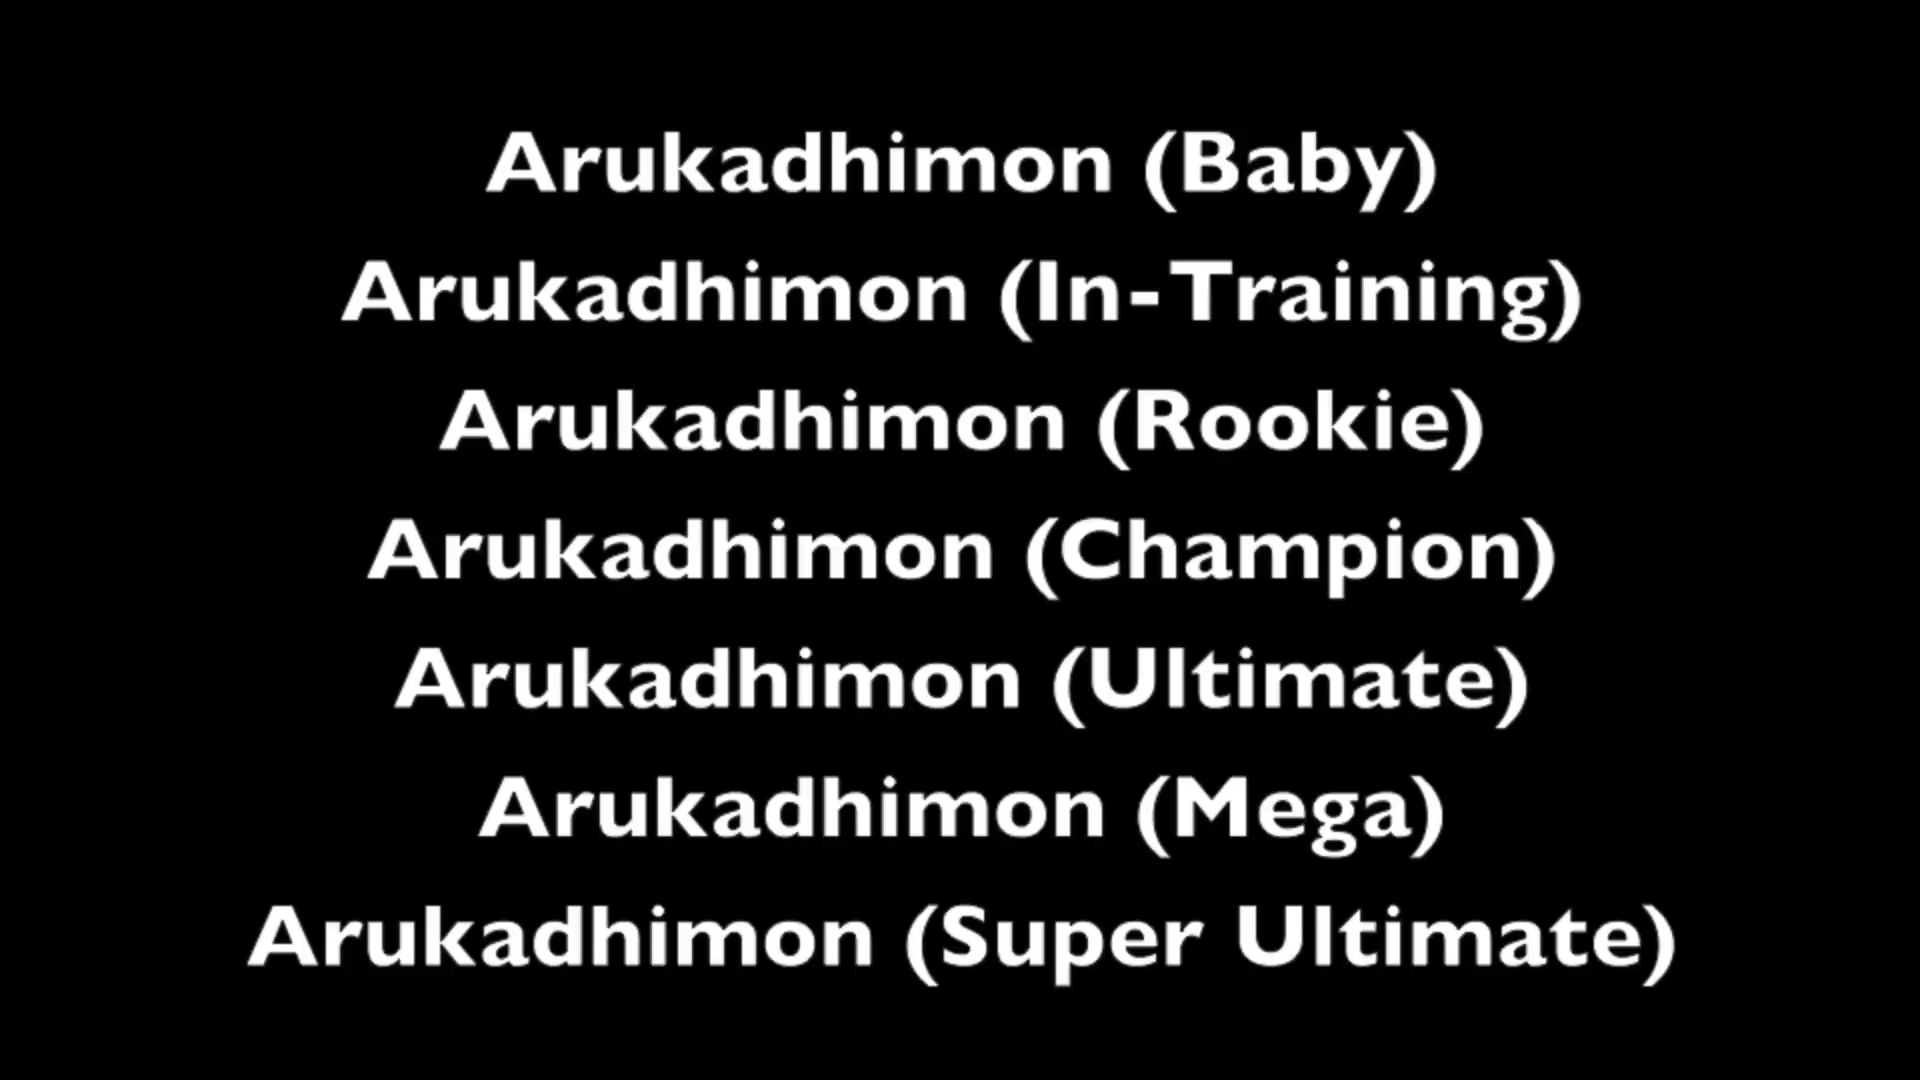 Arukadhimon (Baby)
Arukadhimon (In-Training)
Arukadhimon (Rookie)
Arukadhimon (Champion)
Arukadhimon (Ultimate)
Arukadhimon (Mega)
Arukadhimon (Super Ultimate)